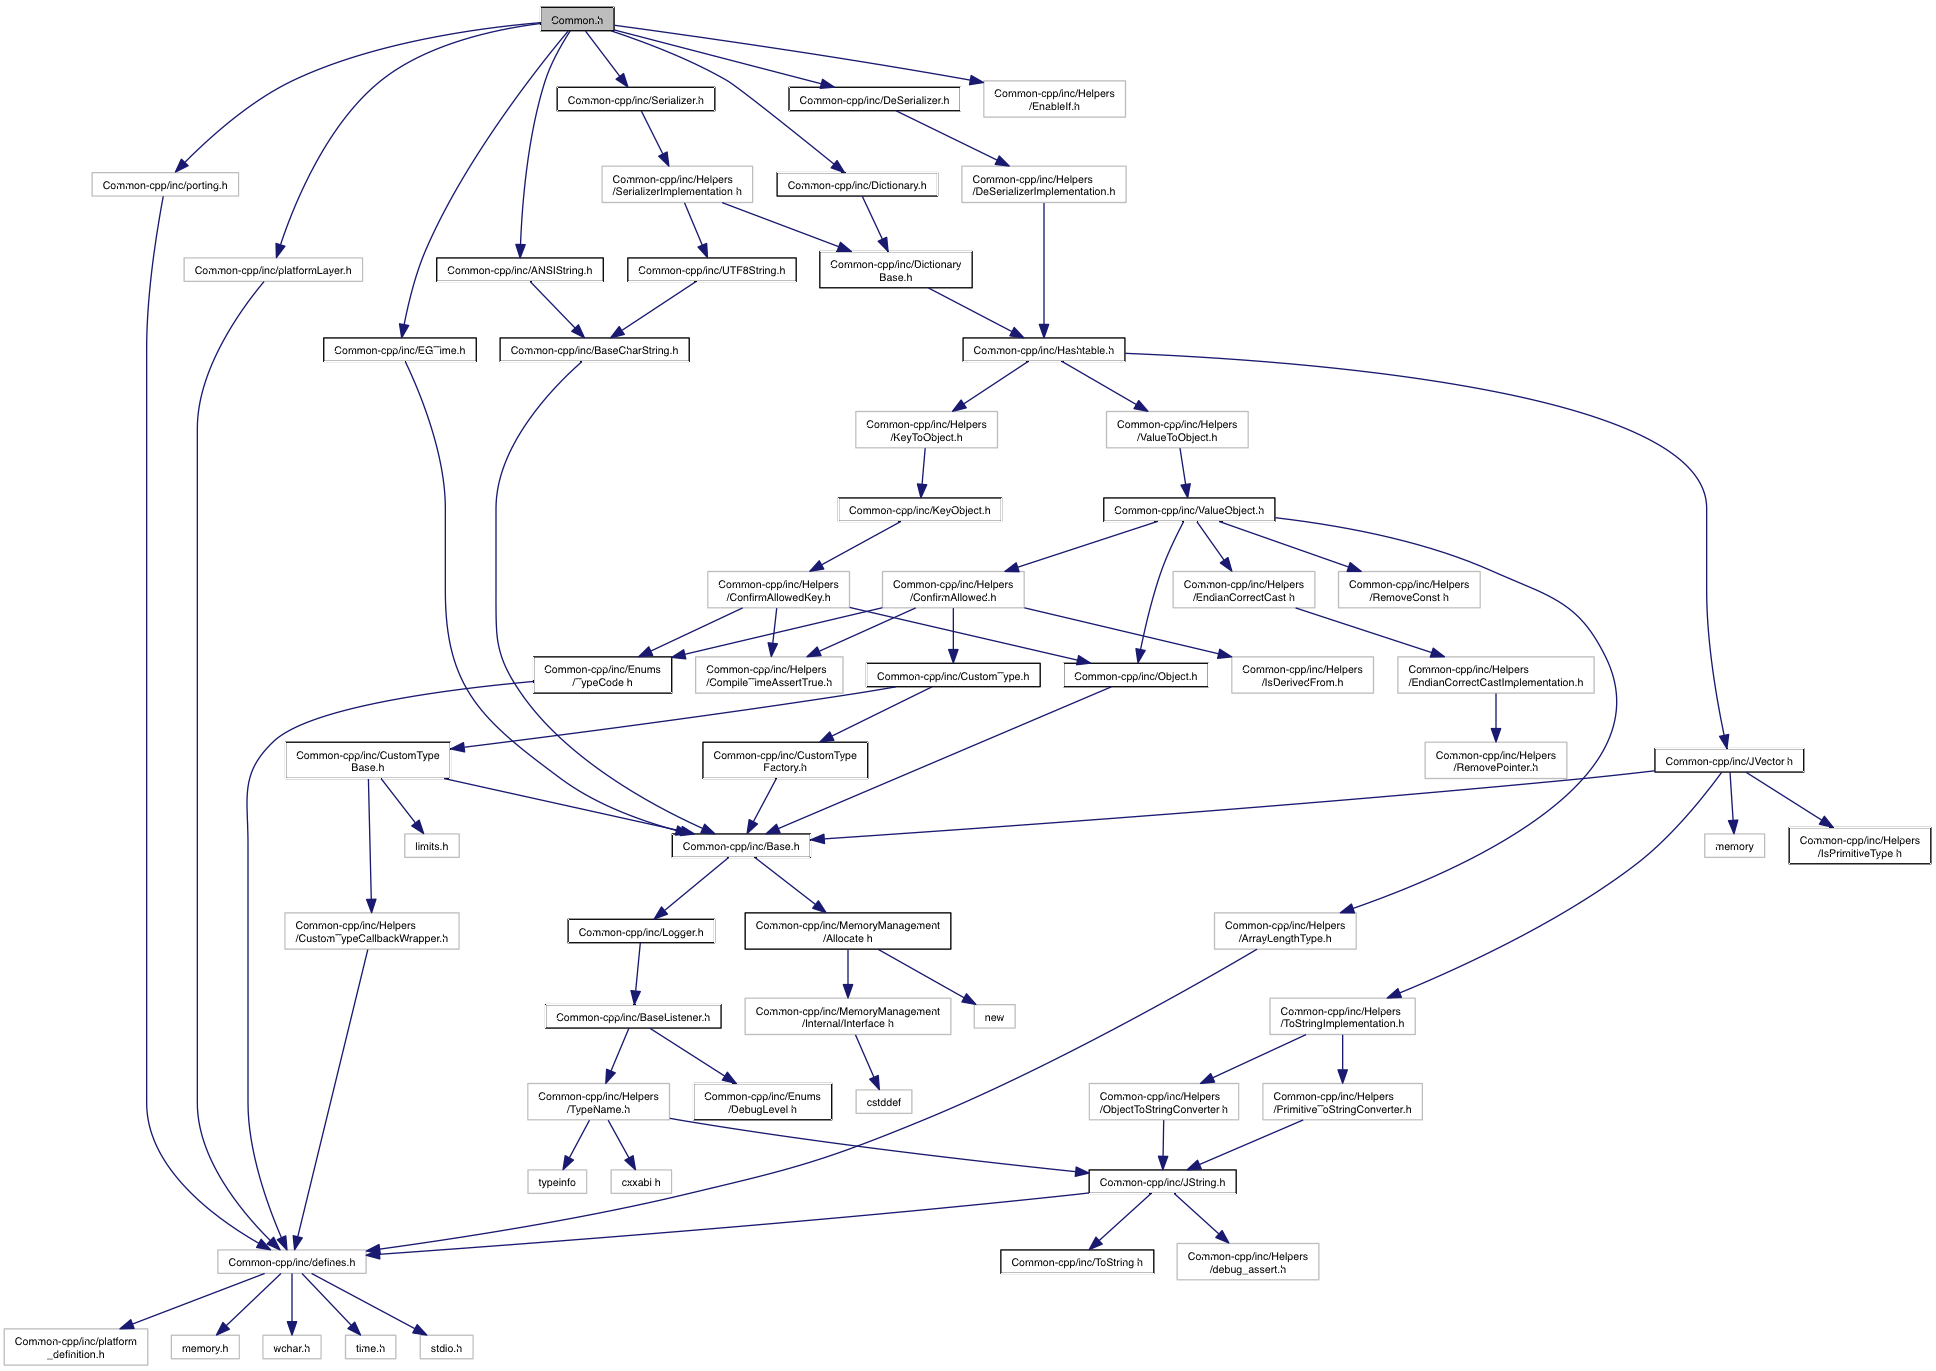 Common.h
Common-cpp/inc/Serializer.h
Common-cpp/inc/DeSerializer.h
Common-cpp/inc/Helpers
/EnableIf.h
Common-cpp/inc/porting.h
Common-cpp/inc/Helpers
/SerializerImplementation.h
Common-cpp/inc/Dictionary.h
Common-cpp/inc/Helpers
/DeSerializerImplementation.h
Common-cpp/inc/platformLayer.h
Common-cpp/inc/ANSIString.h
Common-cpp/inc/UTF8String.h
Common-cpp/inc/Dictionary
Base.h
Common-cpp/inc/EGTime.h
Common-cpp/inc/BaseCharString.h
Common-cpp/inc/Hashtable.h
Common-cpp/inc/Helpers
/KeyToObject.h
Common-cpp/inc/Helpers
/ValueToObject.h
Common-cpp/inc/KeyObject.h
Common-cpp/inc/ValueObject.h
Common-cpp/inc/Helpers
/ConfirmAllowedKey.h
Common-cpp/inc/Helpers
/ConfirmAllowed.h
Common-cpp/inc/Helpers
/EndianCorrectCast.h
Common-cpp/inc/Helpers
/RemoveConst.h
Common-cpp/inc/Enums
/TypeCode.h
Common-cpp/inc/Helpers
/CompileTimeAssertTrue.h
Common-cpp/inc/CustomType.h
Common-cpp/inc/Object.h
Common-cpp/inc/Helpers
/IsDerivedFrom.h
Common-cpp/inc/Helpers
/EndianCorrectCastImplementation.h
Common-cpp/inc/CustomType
Base.h
Common-cpp/inc/CustomType
Factory.h
Common-cpp/inc/Helpers
/RemovePointer.h
Common-cpp/inc/JVector.h
limits.h
Common-cpp/inc/Base.h
memory
Common-cpp/inc/Helpers
/IsPrimitiveType.h
Common-cpp/inc/Helpers
/CustomTypeCallbackWrapper.h
Common-cpp/inc/Logger.h
Common-cpp/inc/MemoryManagement
/Allocate.h
Common-cpp/inc/Helpers
/ArrayLengthType.h
Common-cpp/inc/BaseListener.h
Common-cpp/inc/MemoryManagement
/Internal/Interface.h
new
Common-cpp/inc/Helpers
/ToStringImplementation.h
Common-cpp/inc/Helpers
/TypeName.h
Common-cpp/inc/Enums
/DebugLevel.h
cstddef
Common-cpp/inc/Helpers
/ObjectToStringConverter.h
Common-cpp/inc/Helpers
/PrimitiveToStringConverter.h
typeinfo
cxxabi.h
Common-cpp/inc/JString.h
Common-cpp/inc/defines.h
Common-cpp/inc/ToString.h
Common-cpp/inc/Helpers
/debug_assert.h
Common-cpp/inc/platform
_definition.h
memory.h
wchar.h
time.h
stdio.h